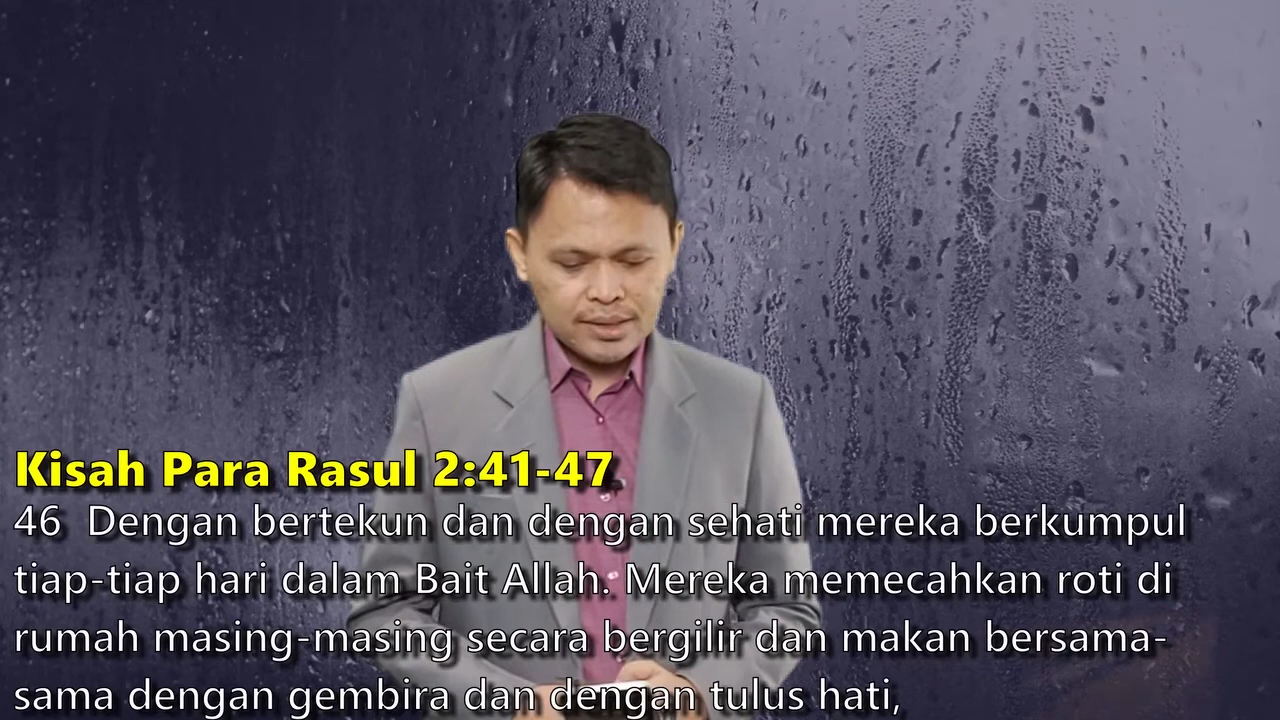 Kisah Para Rasul 2:41-47
46 Dengan bertekun dan dengan sehati mereka berkumpul
tiap-tiap hari dalam Bait Allah. Mereka memecahkan roti di
rumah masing-masing secara bergilir dan makan bersama-
sama dengan gembira dan dengan tulus hati,